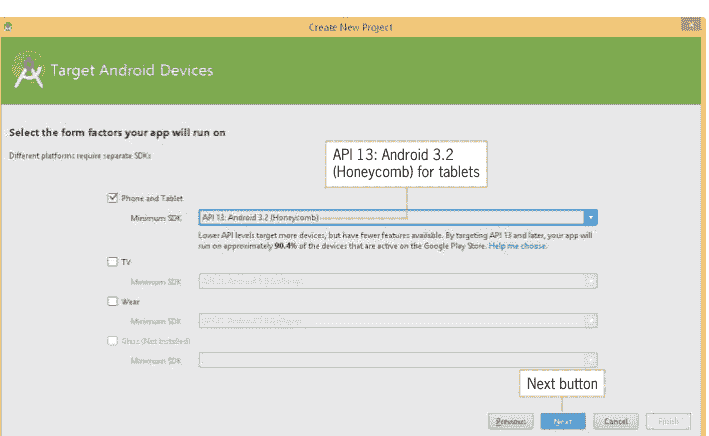 Create New Project
Target Android Devices
Select the form factors your app will run on
Different platforms require separate SDKs
API 13: Android 3.2
(Honeycomb) for tablets
Phone and Tablet
Minimum SDK
API 13: Android 3.2 (Honeycomb)
Lower API levels target more devices, but have fewer features available. By targeting API 13 and later, your app will
run on approximately 90.4% of the devices that are active on the Google Play Store. Help me choose.
TV
Minimum SDK
Wear
Minimum SDK
Glass (Not Installed)
Minimum SDK
Next button
Previous
Next
Cancel
Finish